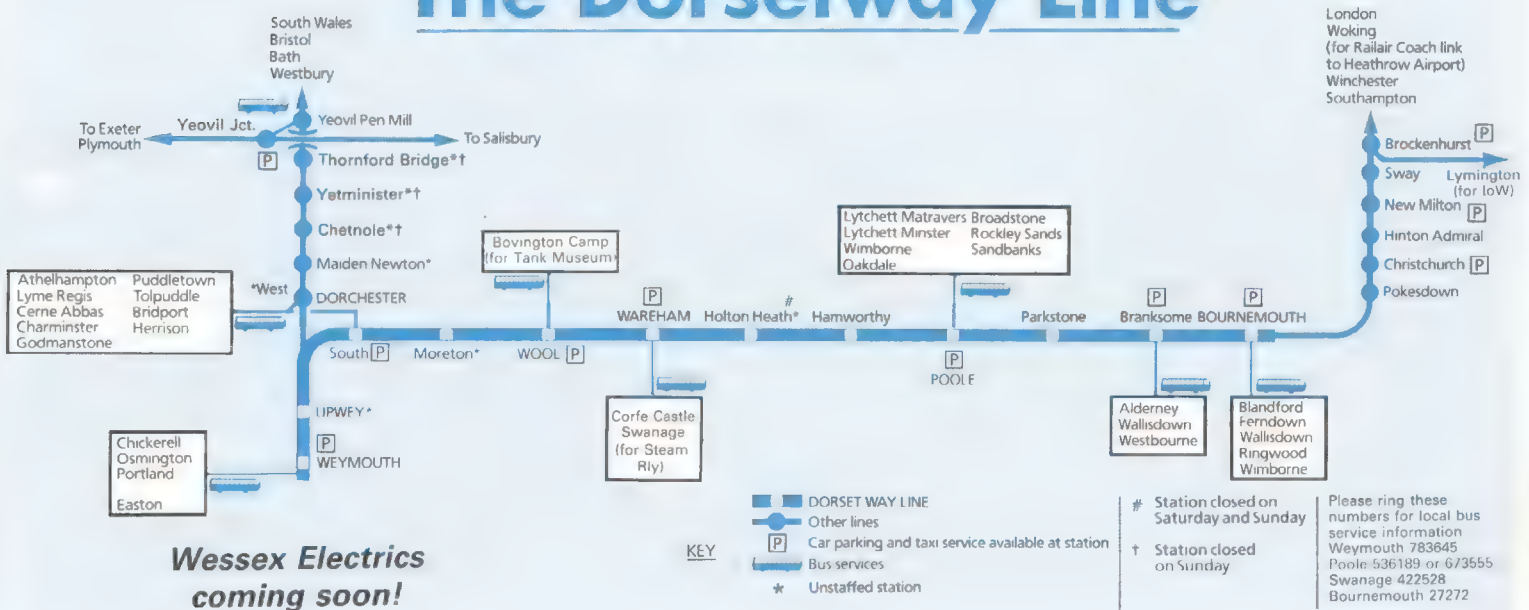 The Dorsetway Line
South Wales
Bristol
Bath
Westbury
To Exeter
Plymouth
Yeovil Jct.
P
Yeovil Pen Mill
To Salisbury
Thornford Bridge*†
Yetminister*†
Chetnole*†
Maiden Newton*
*West
DORCHESTER
Athelhampton
Lyme Regis
Cerne Abbas
Charminster
Godmanstone
Puddletown
Tolpuddle
Bridport
Herrison
South P
Moreton*
Bovington Camp
(for Tank Museum)
WOOL P
P
WAREHAM
Corfe Castle
Swanage
(for Steam
Rly)
#
Holton Heath*
Hamworthy
Lytchett Matravers
Lytchett Minster
Wimborne
Oakdale
Broadstone
Rockley Sands
Sandbanks
P
POOLE
Parkstone
P
Branksome
Alderney
Wallisdown
Westbourne
P
BOURNEMOUTH
Blandford
Ferndown
Wallisdown
Ringwood
Wimborne
London
Woking
(for Railair Coach link
to Heathrow Airport)
Winchester
Southampton
Brockenhurst P
Sway
Lymington
(for IoW)
New Milton P
Hinton Admiral
Christchurch P
Pokesdown
UPWEY*
P
WEYMOUTH
Chickerell
Osmington
Portland
Easton
Wessex Electrics
coming soon!
KEY
DORSET WAY LINE
Other lines
P Car parking and taxi service available at station
Bus services
* Unstaffed station
# Station closed on
Saturday and Sunday
† Station closed
on Sunday
Please ring these
numbers for local bus
service information
Weymouth 783645
Poole 536189 or 673555
Swanage 422528
Bournemouth 27272